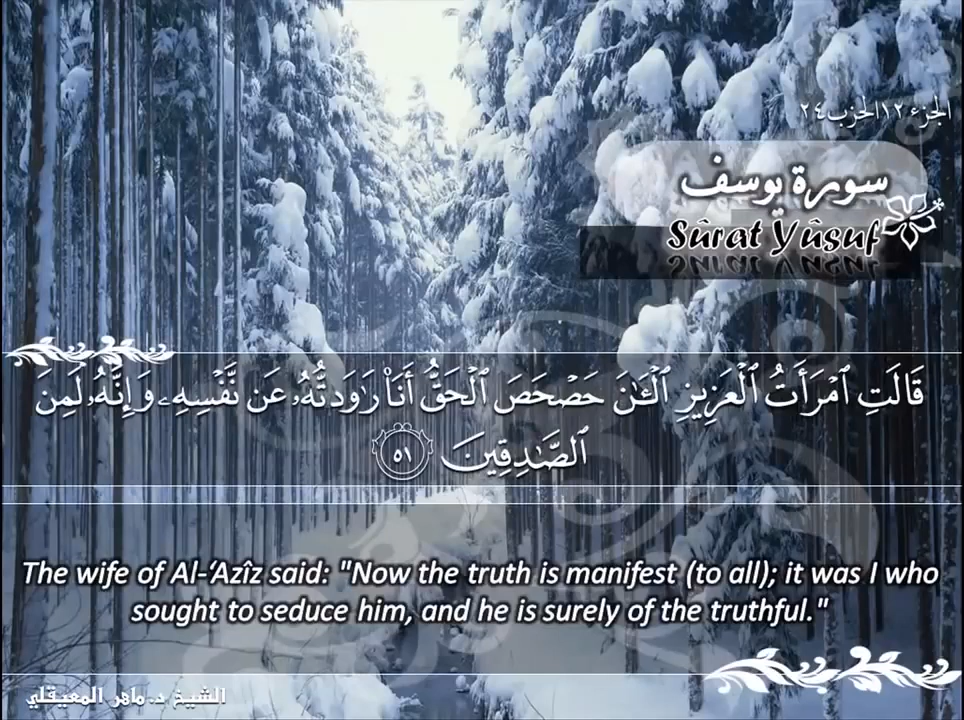 الجزء ١٢ الحزب ٢٤
سورة يوسف
Sûrat Yûsuf
قَالَتِ ٱمْرَأَتُ ٱلْعَزِيزِ ٱلْـَٰٔنَ حَصْحَصَ ٱلْحَقُّ أَنَا۠ رَٰوَدتُّهُۥ عَن نَّفْسِهِۦ وَإِنَّهُۥ لَمِنَ
ٱلصَّـٰدِقِينَ ٥١
The wife of Al-‘Azîz said: "Now the truth is manifest (to all); it was I who
sought to seduce him, and he is surely of the truthful."
الشيخ د. ماهر المعيقلي